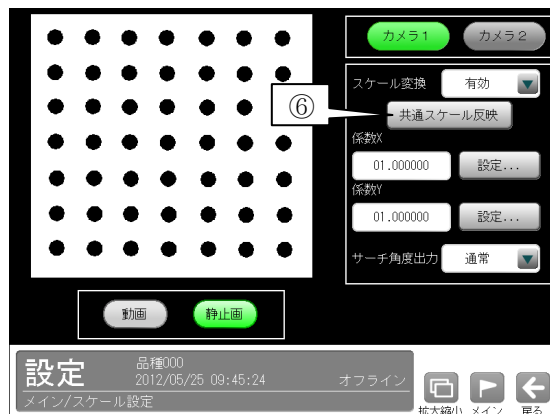 カメラ1
カメラ2
スケール変換
有効
⑥
共通スケール反映
係数X
01.000000
設定...
係数Y
01.000000
設定...
サーチ角度出力
通常
動画
静止画
設定
品種000
2012/05/25 09:45:24
オフライン
メイン/スケール設定
拡大縮小
メイン
戻る